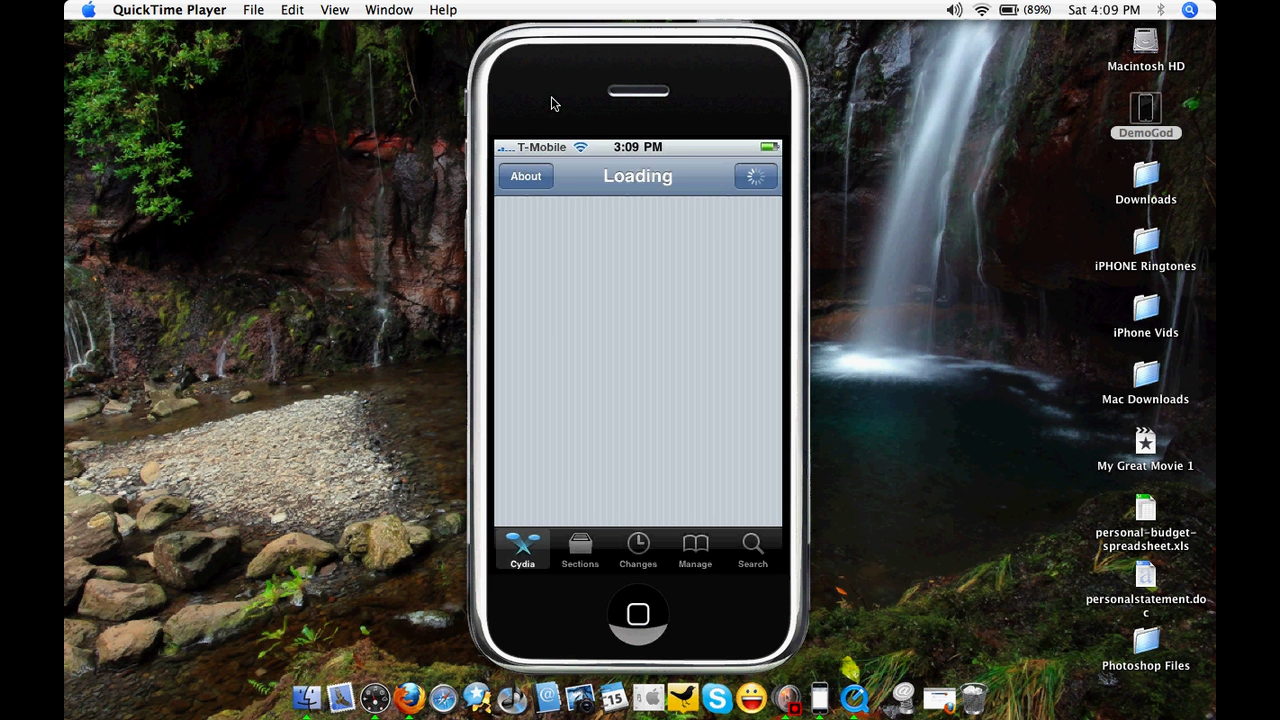 QuickTime Player File Edit View Window Help (89%) Sat 4:09 PM
Macintosh HD
DemoGod
Downloads
iPHONE Ringtones
iPhone Vids
Mac Downloads
My Great Movie 1
personal-budget-
spreadsheet.xls
personalstatement.do
c
Photoshop Files
T-Mobile 3:09 PM
About Loading
Cydia Sections Changes Manage Search
15